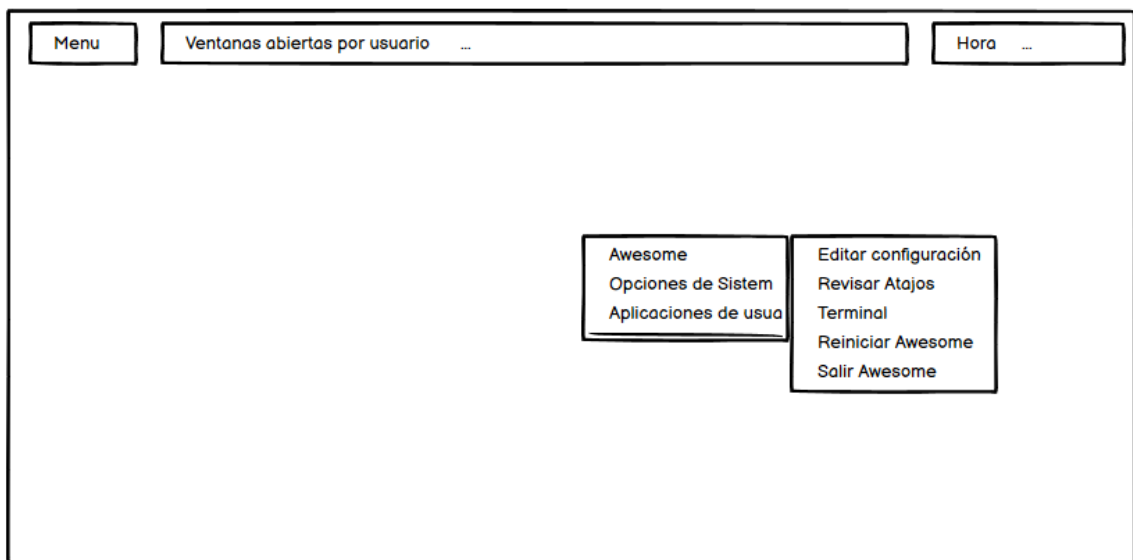 Menu
Ventanas abiertas por usuario ...
Hora ...
Awesome
Opciones de Sistem
Aplicaciones de usua
Editar configuración
Revisar Atajos
Terminal
Reiniciar Awesome
Salir Awesome